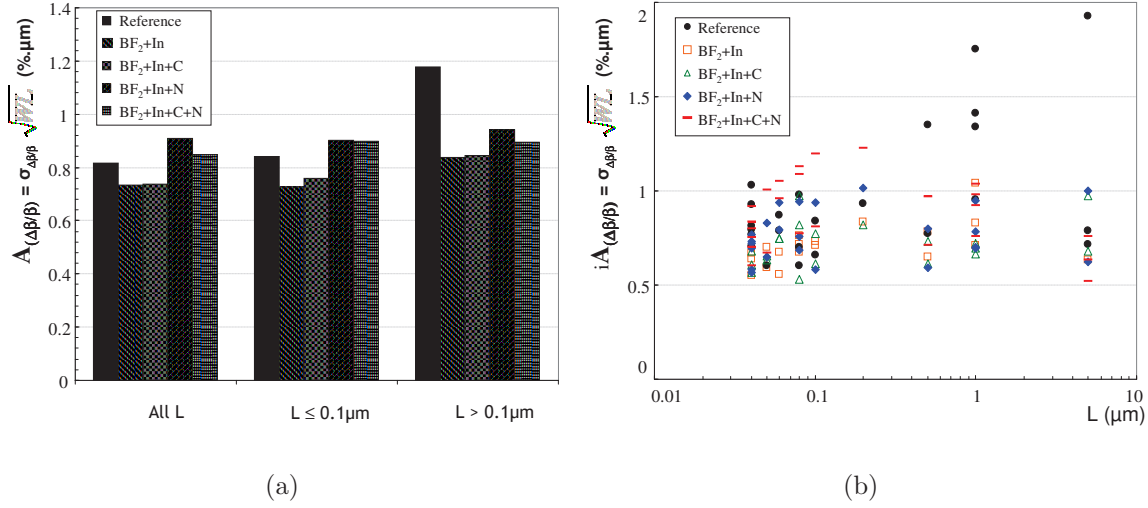 A(Δβ/β) = σΔβ/β √WL (%.µm)
1.4
1.2
1
0.8
0.6
0.4
0.2
0
Reference
BF₂+In
BF₂+In+C
BF₂+In+N
BF₂+In+C+N
All L
L ≤ 0.1µm
L > 0.1µm
(a)
iA(Δβ/β) = σΔβ/β √WL (%.µm)
2
1.5
1
0.5
0
Reference
BF₂+In
BF₂+In+C
BF₂+In+N
BF₂+In+C+N
0.01
0.1
1
10
L (µm)
(b)